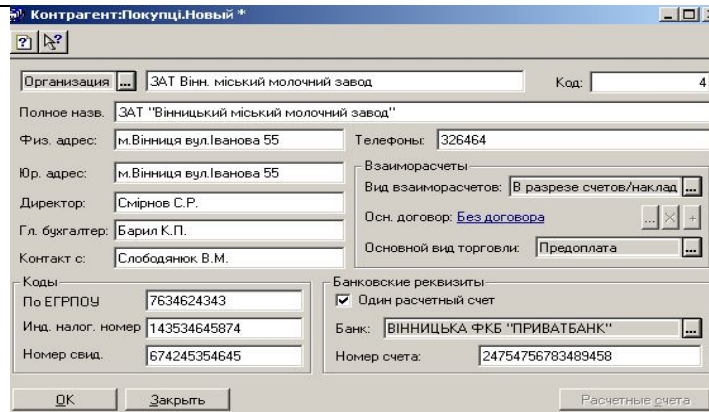 Контрагент:Покупці.Новый *
Организация ... ЗАТ Вінн. міський молочний завод Код: 4
Полное назв. ЗАТ "Вінницький міський молочний завод"
Физ. адрес: м.Вінниця вул.Іванова 55 Телефоны: 326464
Взаиморасчеты
Юр. адрес: м.Вінниця вул.Іванова 55 Вид взаиморасчетов: В разрезе счетов/наклад ...
Директор: Смірнов С.Р. Осн. договор: Без договора ... × +
Гл. бухгалтер: Барил К.П.
Контакт с: Слободянюк В.М. Основной вид торговли: Предоплата ...
Коды Банковские реквизиты
По ЕГРПОУ 7634624343 Один расчетный счет
Инд. налог. номер 143534645874 Банк: ВІННИЦЬКА ФКБ "ПРИВАТБАНК" ...
Номер свид. 674245354645 Номер счета: 24754756783489458
OK Закрыть Расчетные счета